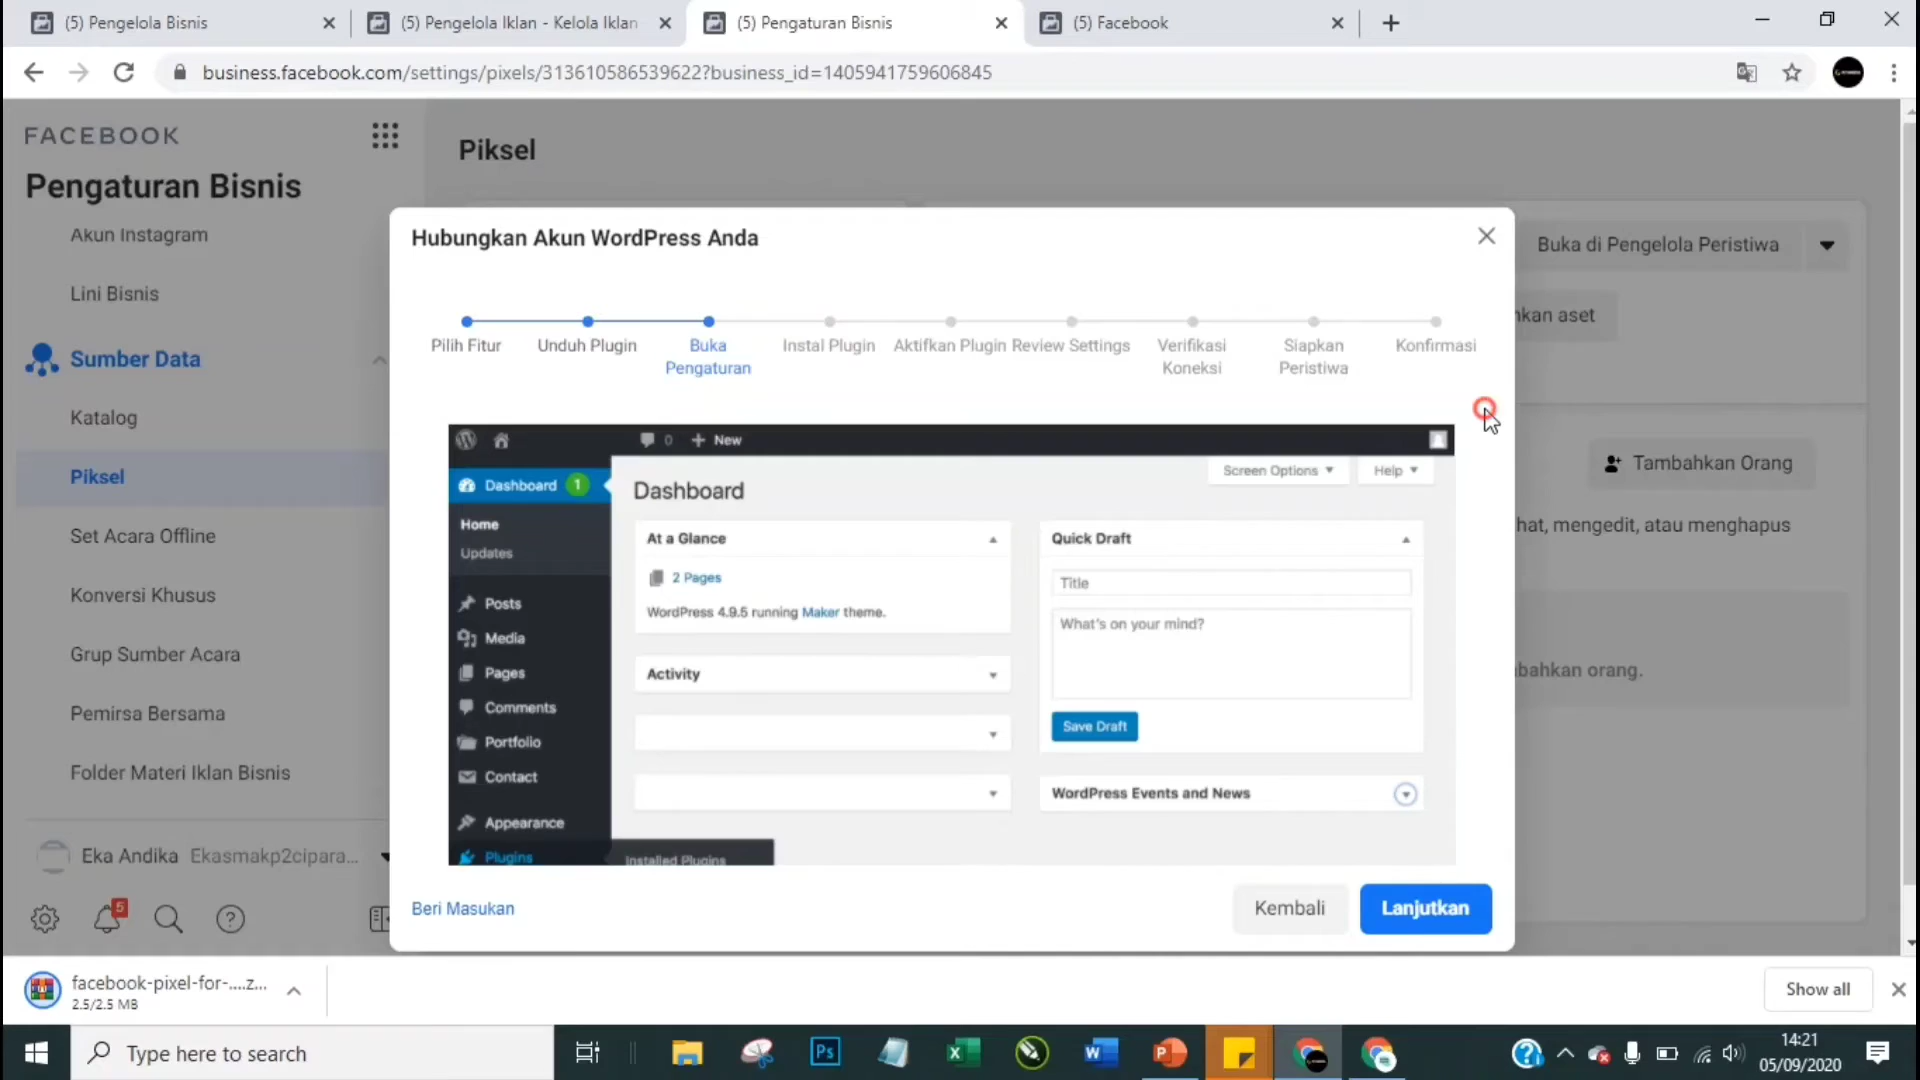 (5) Pengelola Bisnis
(5) Pengelola Iklan - Kelola Iklan
(5) Pengaturan Bisnis
(5) Facebook
business.facebook.com/settings/pixels/313610586539622?business_id=1405941759606845
FACEBOOK
Pengaturan Bisnis
Akun Instagram
Lini Bisnis
Sumber Data
Katalog
Piksel
Set Acara Offline
Konversi Khusus
Grup Sumber Acara
Pemirsa Bersama
Folder Materi Iklan Bisnis
Eka Andika Ekasmakp2cipara...
5
Piksel
Buka di Pengelola Peristiwa
nkan aset
Tambahkan Orang
hat, mengedit, atau menghapus
bahkan orang.
Hubungkan Akun WordPress Anda
Pilih Fitur
Unduh Plugin
Buka
Pengaturan
Instal Plugin
Aktifkan Plugin
Review Settings
Verifikasi
Koneksi
Siapkan
Peristiwa
Konfirmasi
0
New
Screen Options
Help
Dashboard 1
Home
Updates
Posts
Media
Pages
Comments
Portfolio
Contact
Appearance
Plugins
Installed Plugins
Dashboard
At a Glance
2 Pages
WordPress 4.9.5 running Maker theme.
Activity
Quick Draft
Title
What's on your mind?
Save Draft
WordPress Events and News
Beri Masukan
Kembali
Lanjutkan
facebook-pixel-for-....z...
2.5/2.5 MB
Show all
Type here to search
14:21
05/09/2020